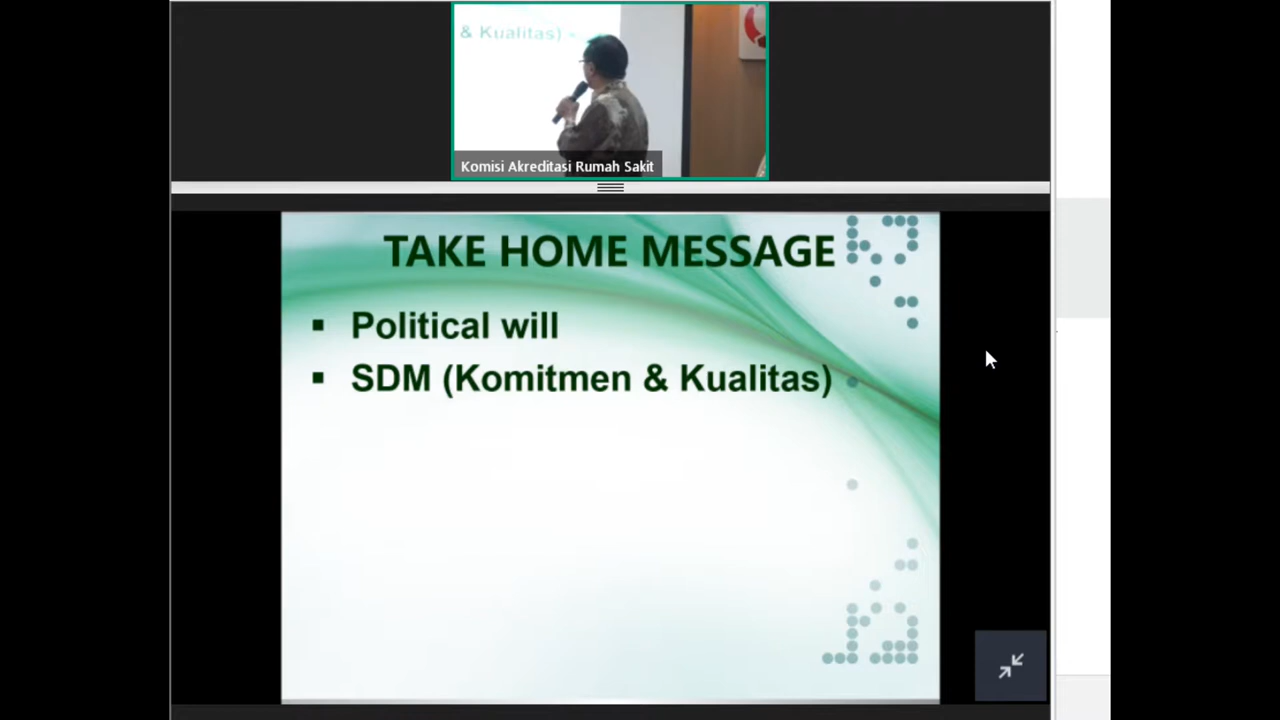 & Kualitas)
Komisi Akreditasi Rumah Sakit
TAKE HOME MESSAGE
▪ Political will
▪ SDM (Komitmen & Kualitas)